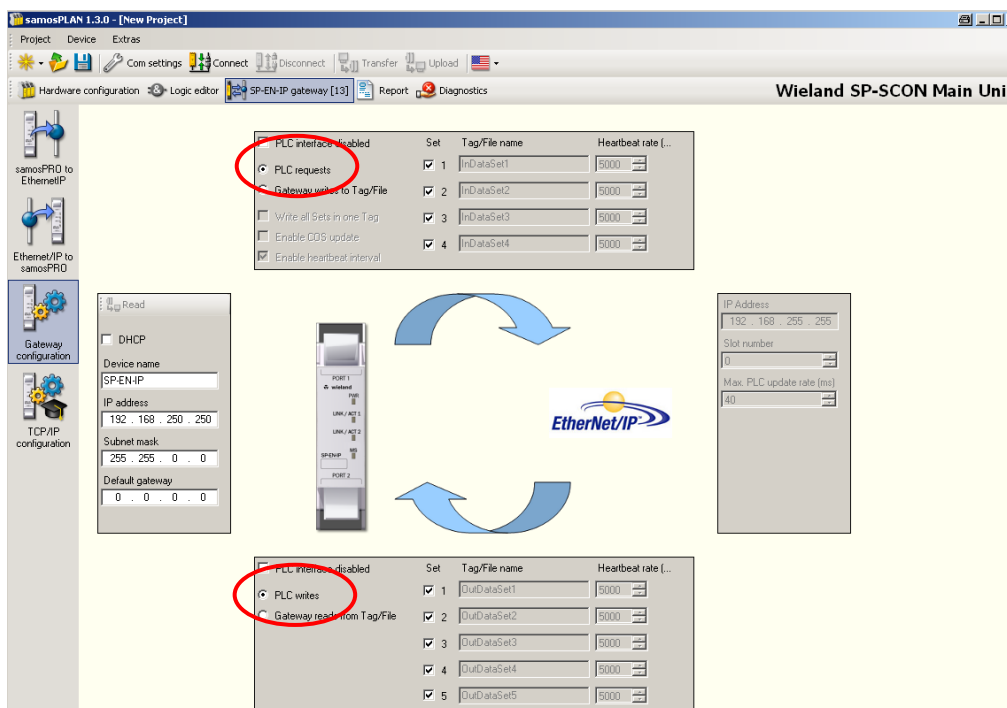 samosPLAN 1.3.0 - [New Project]
Project Device Extras
Com settings Connect Disconnect Transfer Upload
Hardware configuration Logic editor SP-EN-IP gateway [13] Report Diagnostics Wieland SP-SCON Main Uni
samosPRO to
EthernetIP
Ethernet/IP to
samosPRO
Gateway
configuration
TCP/IP
configuration
PLC interface disabled Set Tag/File name Heartbeat rate (...
PLC requests 1 InDataSet1 5000
Gateway writes to Tag/File 2 InDataSet2 5000
Write all Sets in one Tag 3 InDataSet3 5000
Enable COS update 4 InDataSet4 5000
Enable heartbeat interval
Read
DHCP
Device name
SP-EN-IP
IP address
192 . 168 . 250 . 250
Subnet mask
255 . 255 . 0 . 0
Default gateway
0 . 0 . 0 . 0
PORT 1
wieland
PWR
LINK / ACT 1
LINK / ACT 2
SP-EN-IP MS
PORT 2
EtherNet/IP
IP Address
192 . 168 . 255 . 255
Slot number
0
Max. PLC update rate (ms)
40
PLC interface disabled Set Tag/File name Heartbeat rate (...
PLC writes 1 OutDataSet1 5000
Gateway reads from Tag/File 2 OutDataSet2 5000
3 OutDataSet3 5000
4 OutDataSet4 5000
5 OutDataSet5 5000